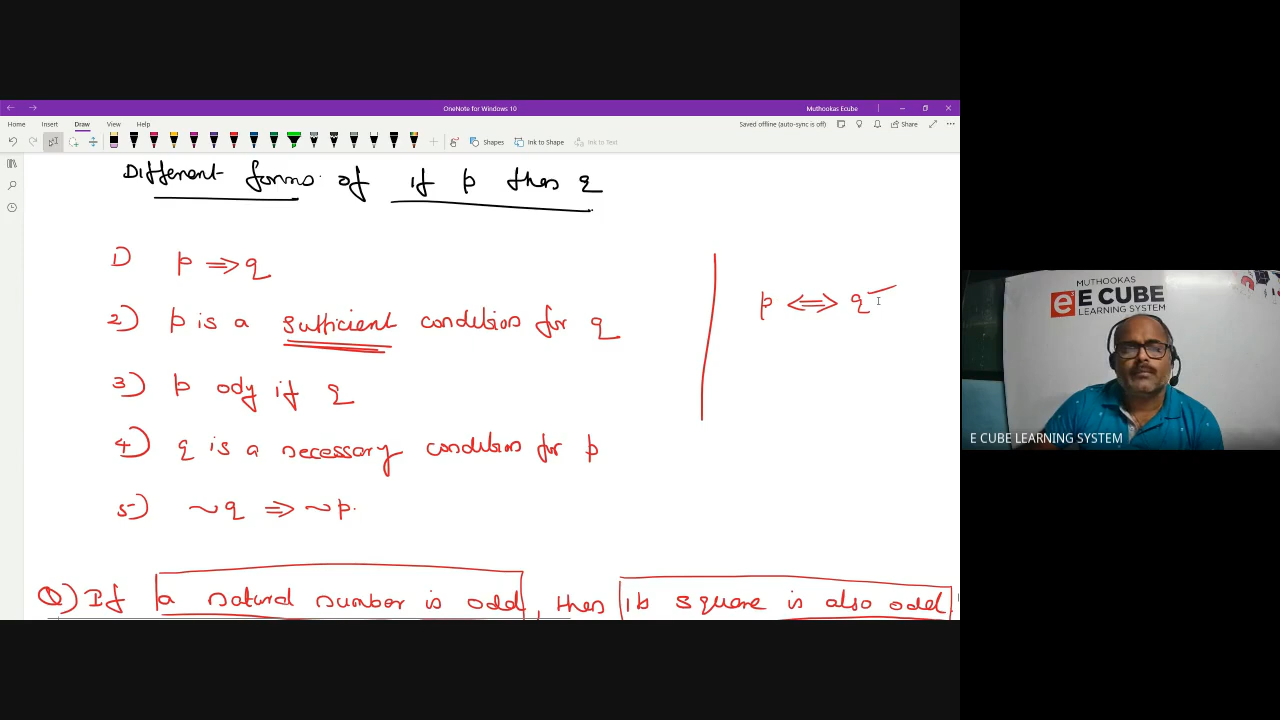 OneNote for Windows 10
Muthookas Ecube
Home Insert Draw View Help
Saved offline (auto-sync is off)
Share
Shapes
Ink to Shape
Ink to Text
Different forms of if p then q
1) p ⇒ q
2) p is a sufficient condition for q
3) p only if q
4) q is a necessary condition for p
5) ~q ⇒ ~p.
p ⇔ q
Q) If a natural number is odd, then its square is also odd.
MUTHOOKAS
e3 E CUBE
LEARNING SYSTEM
E CUBE LEARNING SYSTEM